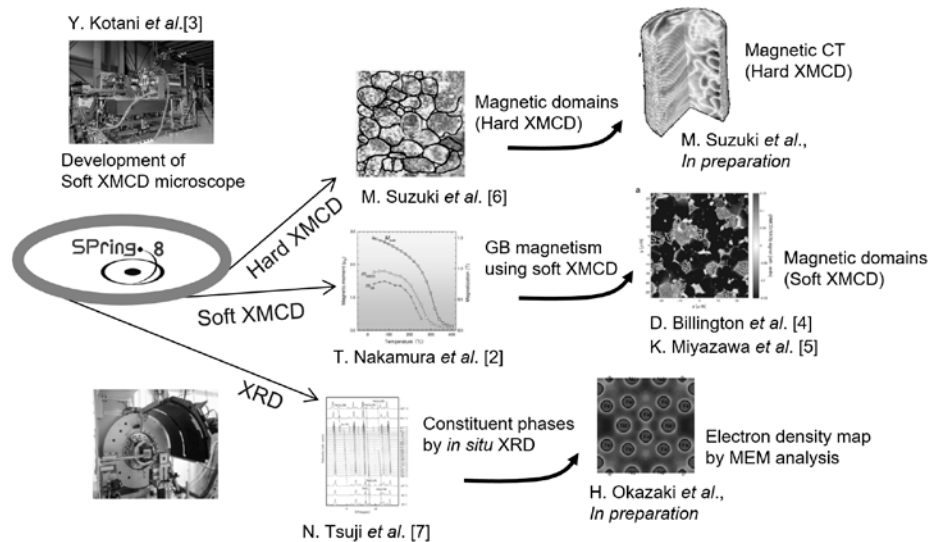 Y. Kotani et al.[3]
Development of
Soft XMCD microscope
SPring-8
Hard XMCD
Soft XMCD
XRD
M. Suzuki et al. [6]
Magnetic domains
(Hard XMCD)
Magnetic CT
(Hard XMCD)
M. Suzuki et al.,
In preparation
Temperature (°C)
T. Nakamura et al. [2]
GB magnetism
using soft XMCD
a
Magnetic domains
(Soft XMCD)
D. Billington et al. [4]
K. Miyazawa et al. [5]
N. Tsuji et al. [7]
Constituent phases
by in situ XRD
Electron density map
by MEM analysis
H. Okazaki et al.,
In preparation